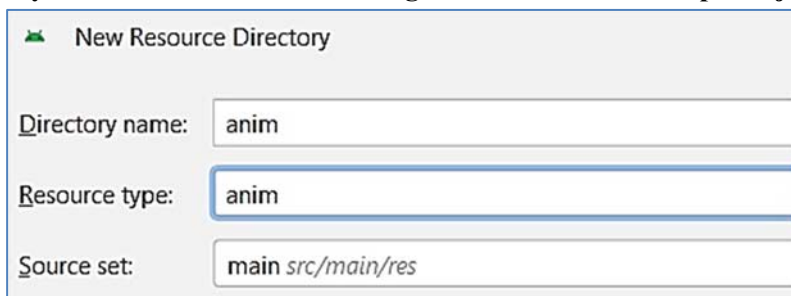 New Resource Directory
Directory name: anim
Resource type: anim
Source set: main src/main/res